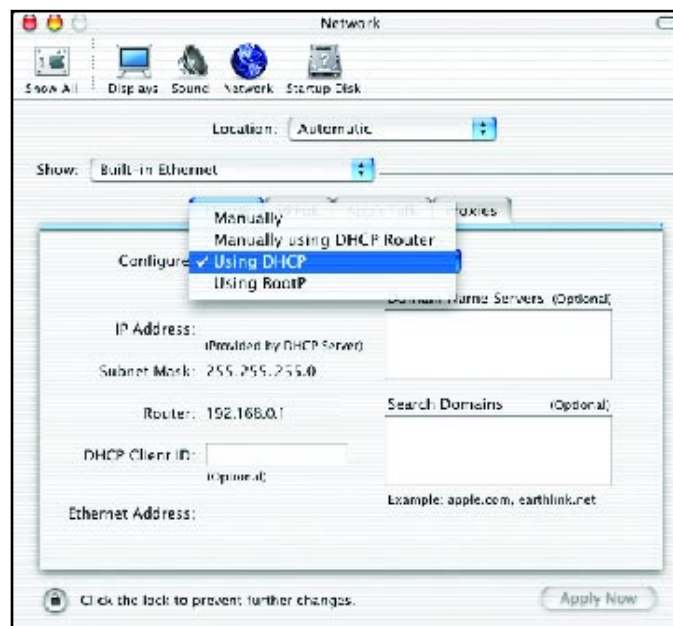 Network
Show All Displays Sound Network Startup Disk
Location: Automatic
Show: Built-in Ethernet
Proxies
Manually
Manually using DHCP Router
Configure ✓ Using DHCP
Using BootP
Domain Name Servers (Optional)
IP Address:
(Provided by DHCP Server)
Subnet Mask: 255.255.255.0
Router: 192.168.0.1
Search Domains (Optional)
DHCP Client ID:
(Optional)
Example: apple.com, earthlink.net
Ethernet Address:
Click the lock to prevent further changes.
Apply Now